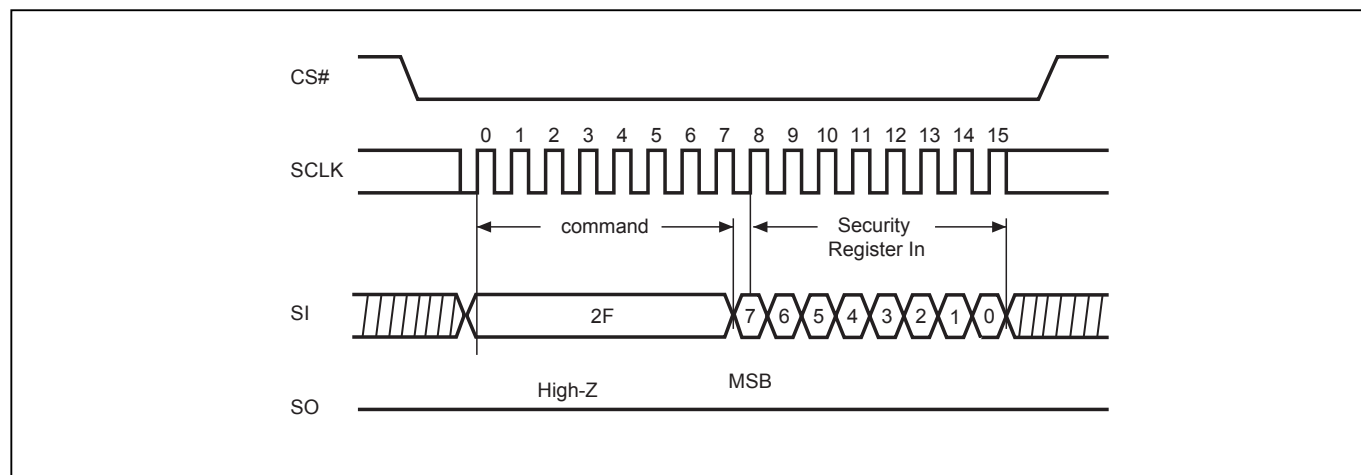 CS#
0 1 2 3 4 5 6 7 8 9 10 11 12 13 14 15
SCLK
command
Security
Register In
SI
2F
7 6 5 4 3 2 1 0
High-Z
MSB
SO